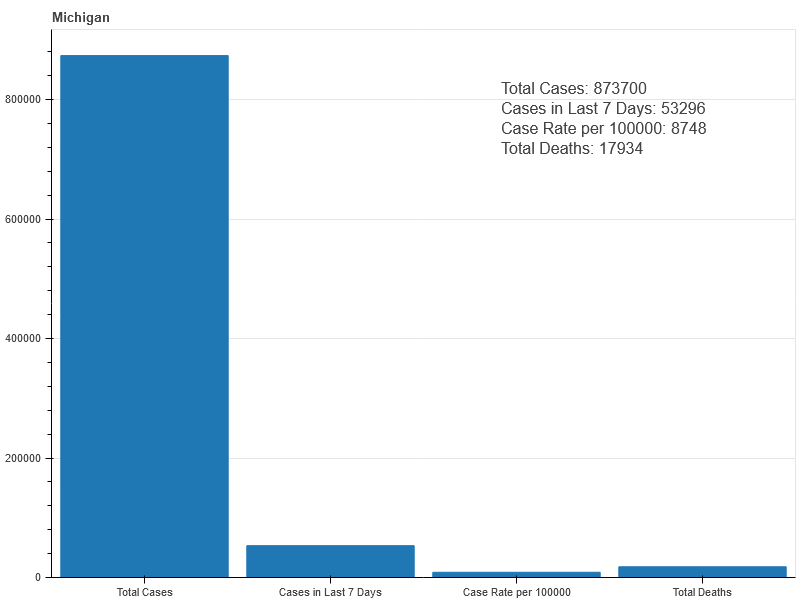 Michigan
Total Cases: 873700
Cases in Last 7 Days: 53296
Case Rate per 100000: 8748
Total Deaths: 17934
800000
600000
400000
200000
0
Total Cases
Cases in Last 7 Days
Case Rate per 100000
Total Deaths